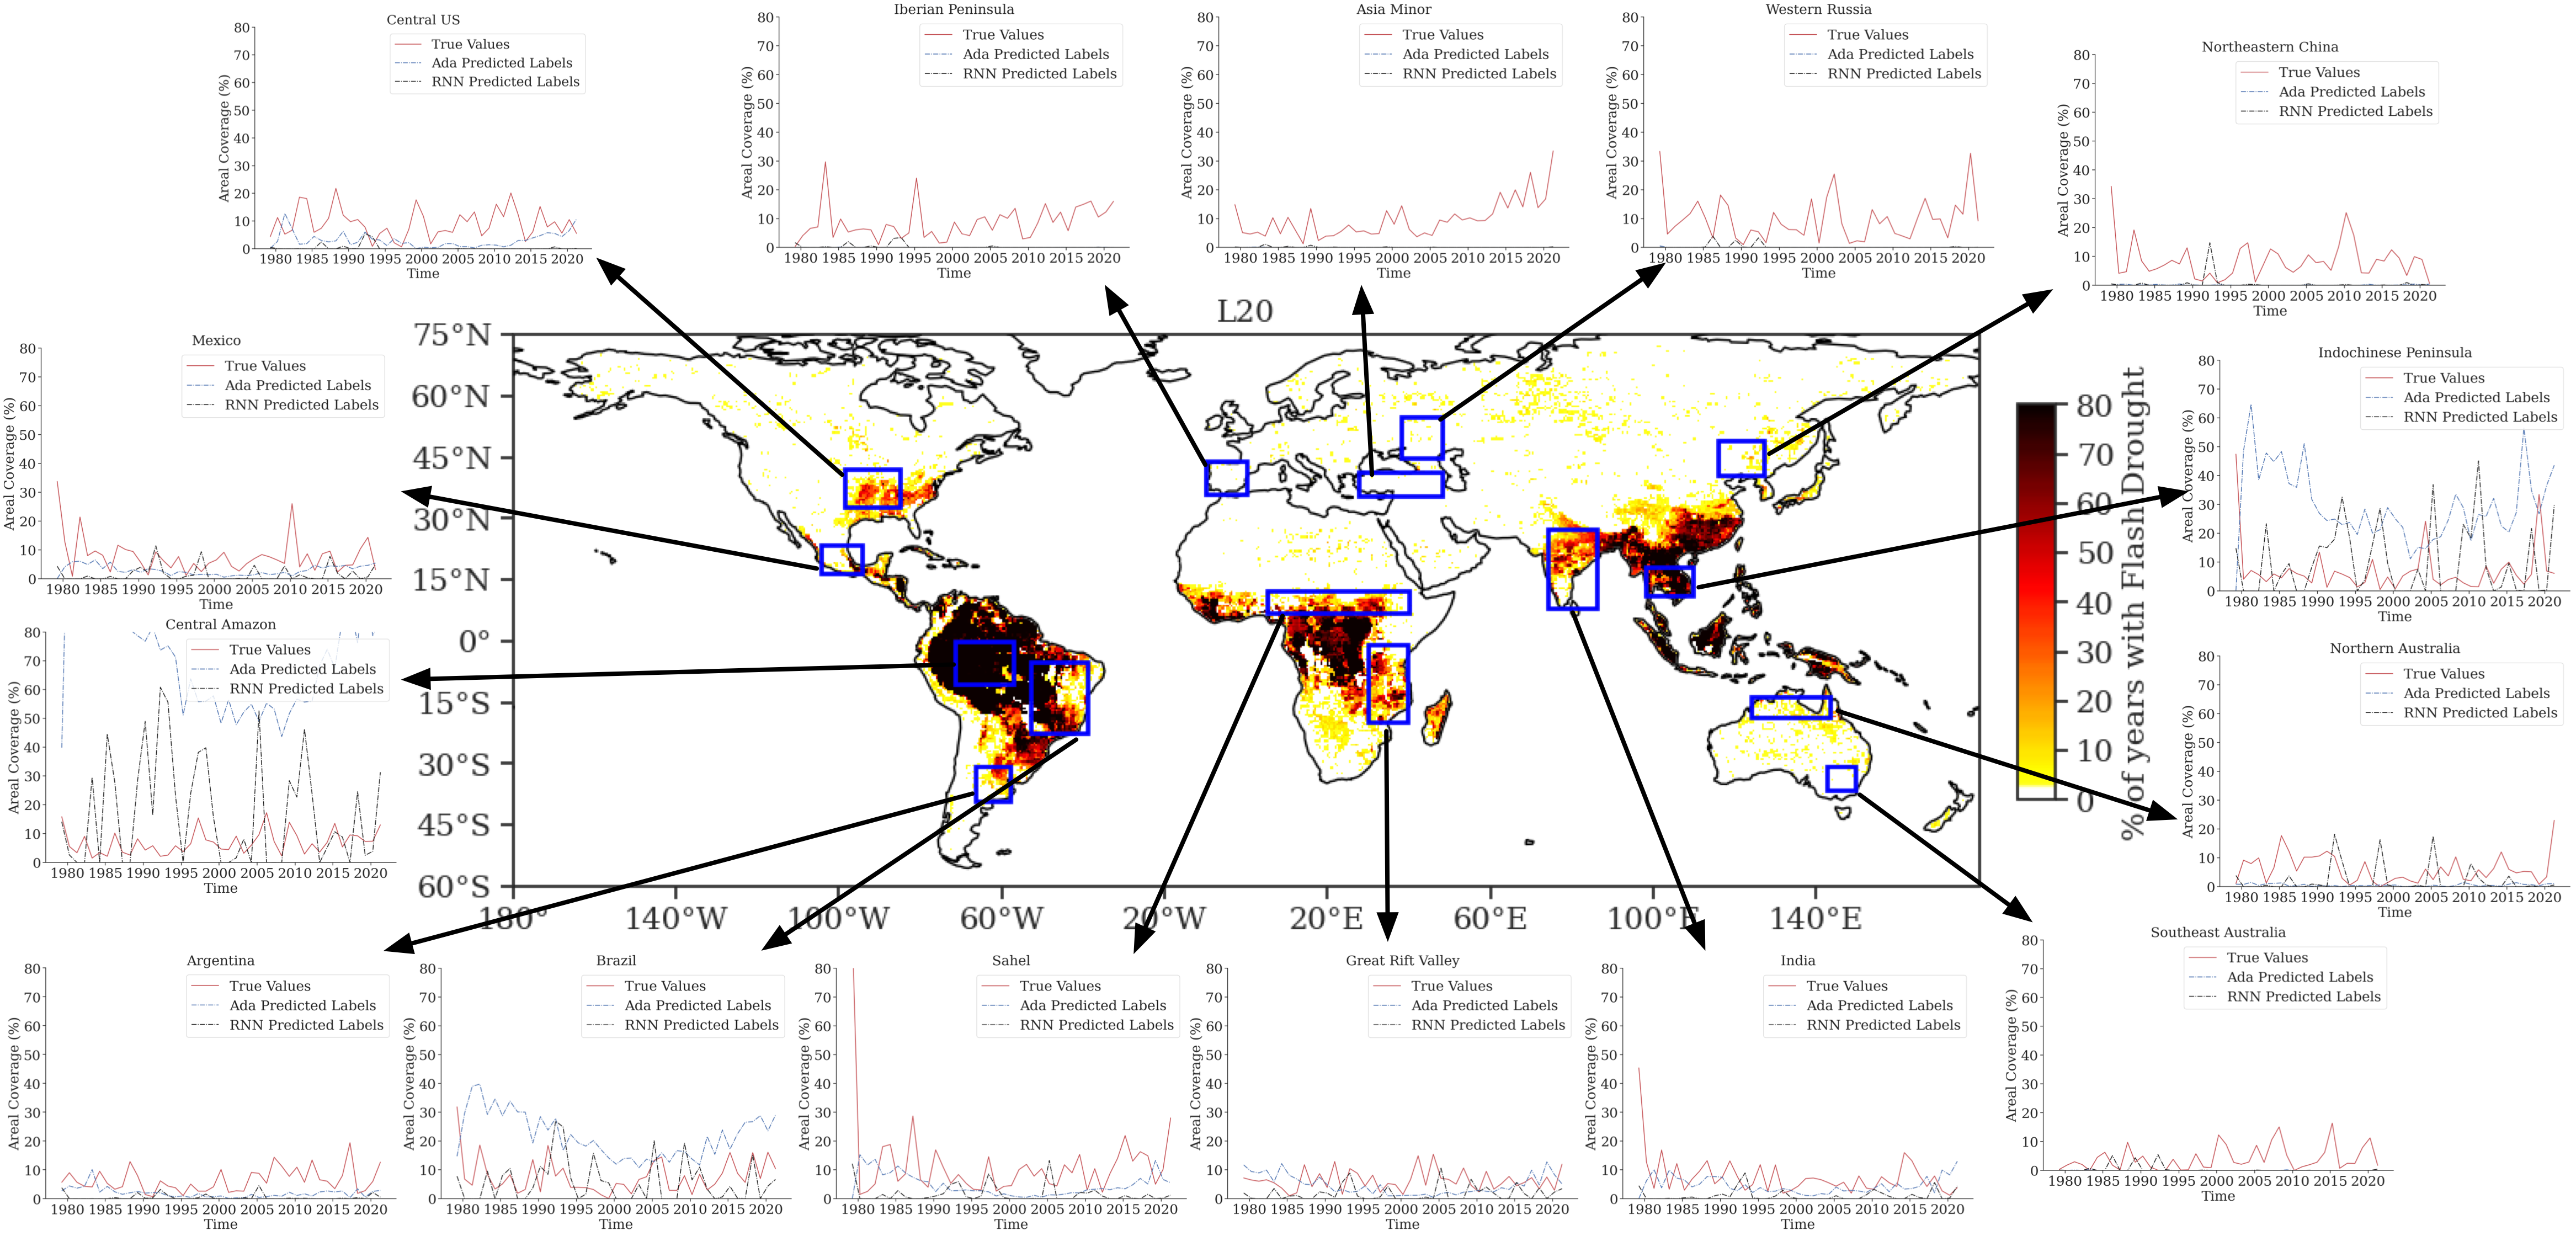 Central US
80
70
60
50
40
30
20
10
0
Areal Coverage (%)
True Values
Ada Predicted Labels
RNN Predicted Labels
1980 1985 1990 1995 2000 2005 2010 2015 2020
Time
Iberian Peninsula
80
70
60
50
40
30
20
10
0
Areal Coverage (%)
True Values
Ada Predicted Labels
RNN Predicted Labels
1980 1985 1990 1995 2000 2005 2010 2015 2020
Time
Asia Minor
80
70
60
50
40
30
20
10
0
Areal Coverage (%)
True Values
Ada Predicted Labels
RNN Predicted Labels
1980 1985 1990 1995 2000 2005 2010 2015 2020
Time
Western Russia
80
70
60
50
40
30
20
10
0
Areal Coverage (%)
True Values
Ada Predicted Labels
RNN Predicted Labels
1980 1985 1990 1995 2000 2005 2010 2015 2020
Time
Northeastern China
80
70
60
50
40
30
20
10
0
Areal Coverage (%)
True Values
Ada Predicted Labels
RNN Predicted Labels
1980 1985 1990 1995 2000 2005 2010 2015 2020
Time
Mexico
80
70
60
50
40
30
20
10
0
Areal Coverage (%)
True Values
Ada Predicted Labels
RNN Predicted Labels
1980 1985 1990 1995 2000 2005 2010 2015 2020
Time
L20
75°N
60°N
45°N
30°N
15°N
0°
15°S
30°S
45°S
60°S
180° 140°W 100°W 60°W 20°W 20°E 60°E 100°E 140°E
80
70
60
50
40
30
20
10
0
% of years with Flash Drought
Indochinese Peninsula
80
70
60
50
40
30
20
10
0
Areal Coverage (%)
True Values
Ada Predicted Labels
RNN Predicted Labels
1980 1985 1990 1995 2000 2005 2010 2015 2020
Time
Central Amazon
80
70
60
50
40
30
20
10
0
Areal Coverage (%)
True Values
Ada Predicted Labels
RNN Predicted Labels
1980 1985 1990 1995 2000 2005 2010 2015 2020
Time
Northern Australia
80
70
60
50
40
30
20
10
0
Areal Coverage (%)
True Values
Ada Predicted Labels
RNN Predicted Labels
1980 1985 1990 1995 2000 2005 2010 2015 2020
Time
Argentina
80
70
60
50
40
30
20
10
0
Areal Coverage (%)
True Values
Ada Predicted Labels
RNN Predicted Labels
1980 1985 1990 1995 2000 2005 2010 2015 2020
Time
Brazil
80
70
60
50
40
30
20
10
0
Areal Coverage (%)
True Values
Ada Predicted Labels
RNN Predicted Labels
1980 1985 1990 1995 2000 2005 2010 2015 2020
Time
Sahel
80
70
60
50
40
30
20
10
0
Areal Coverage (%)
True Values
Ada Predicted Labels
RNN Predicted Labels
1980 1985 1990 1995 2000 2005 2010 2015 2020
Time
Great Rift Valley
80
70
60
50
40
30
20
10
0
Areal Coverage (%)
True Values
Ada Predicted Labels
RNN Predicted Labels
1980 1985 1990 1995 2000 2005 2010 2015 2020
Time
India
80
70
60
50
40
30
20
10
0
Areal Coverage (%)
True Values
Ada Predicted Labels
RNN Predicted Labels
1980 1985 1990 1995 2000 2005 2010 2015 2020
Time
Southeast Australia
80
70
60
50
40
30
20
10
0
Areal Coverage (%)
True Values
Ada Predicted Labels
RNN Predicted Labels
1980 1985 1990 1995 2000 2005 2010 2015 2020
Time